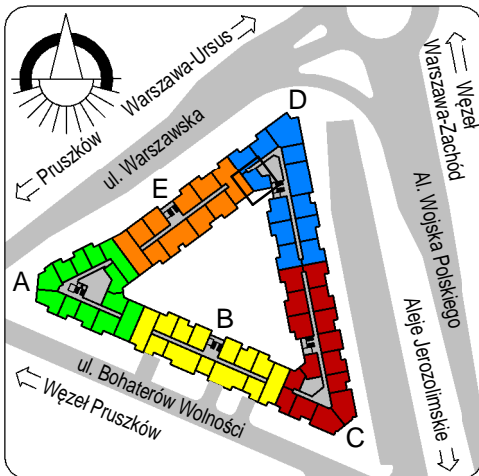 Warszawa-Ursus
Pruszków
ul. Warszawska
Węzeł
Warszawa-Zachód
D
E
A
B
C
Al. Wojska Polskiego
Aleje Jerozolimskie
ul. Bohaterów Wolności
Węzeł Pruszków